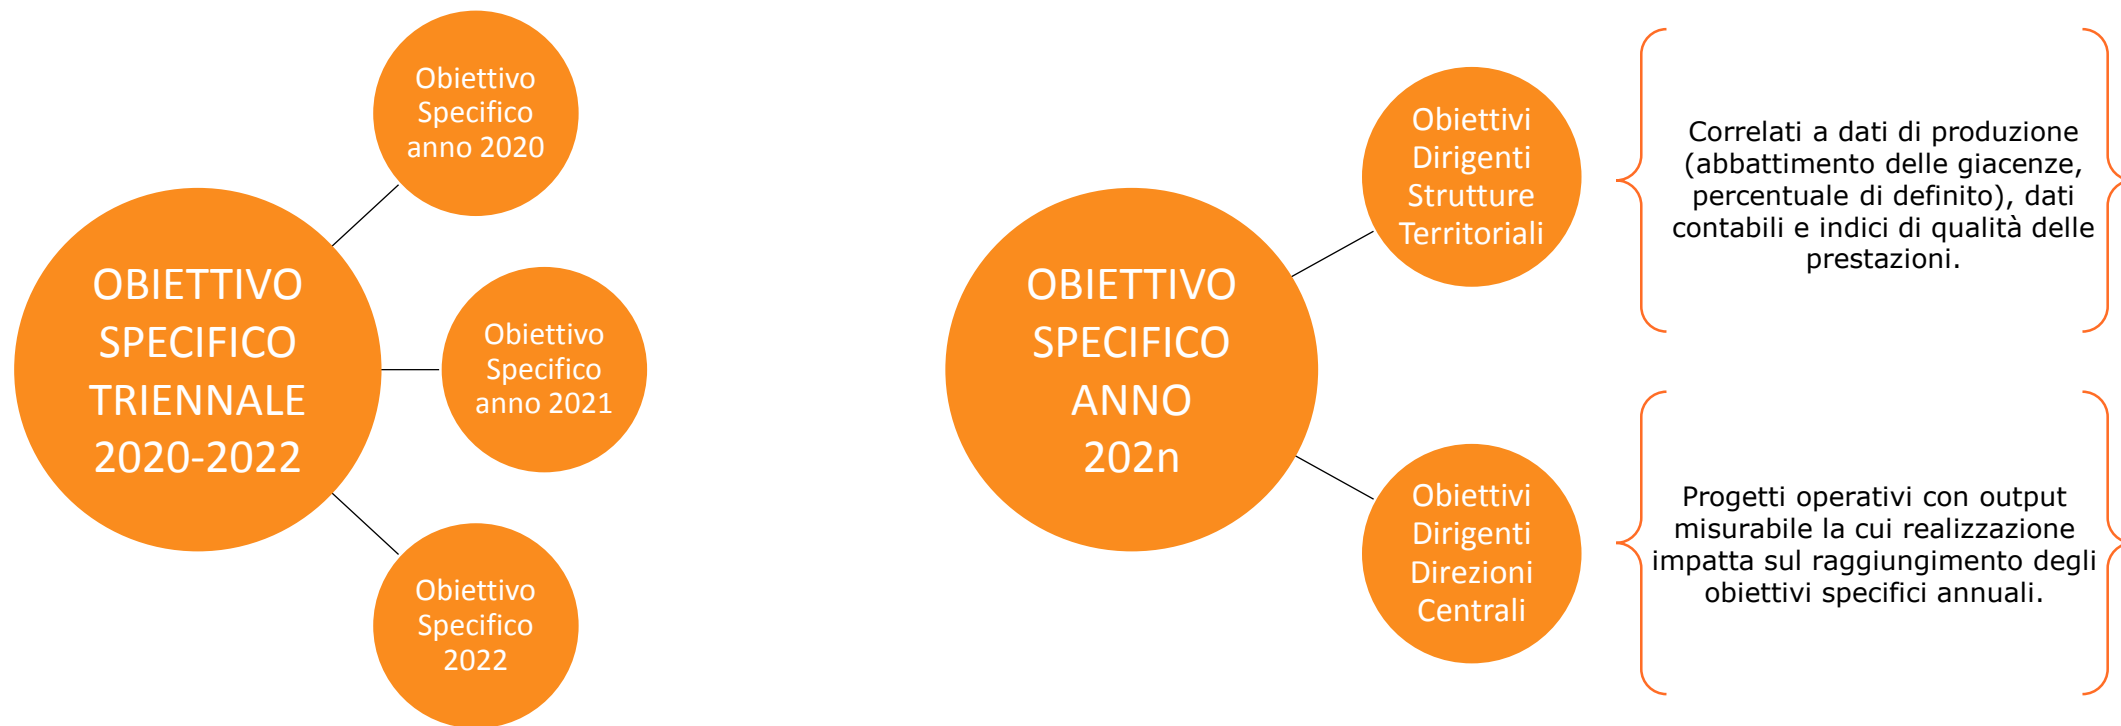 OBIETTIVO
SPECIFICO
TRIENNALE
2020-2022
Obiettivo
Specifico
anno 2020
Obiettivo
Specifico
anno 2021
Obiettivo
Specifico
2022
OBIETTIVO
SPECIFICO
ANNO
202n
Obiettivi
Dirigenti
Strutture
Territoriali
Correlati a dati di produzione
(abbattimento delle giacenze,
percentuale di definito), dati
contabili e indici di qualità delle
prestazioni.
Obiettivi
Dirigenti
Direzioni
Centrali
Progetti operativi con output
misurabile la cui realizzazione
impatta sul raggiungimento degli
obiettivi specifici annuali.